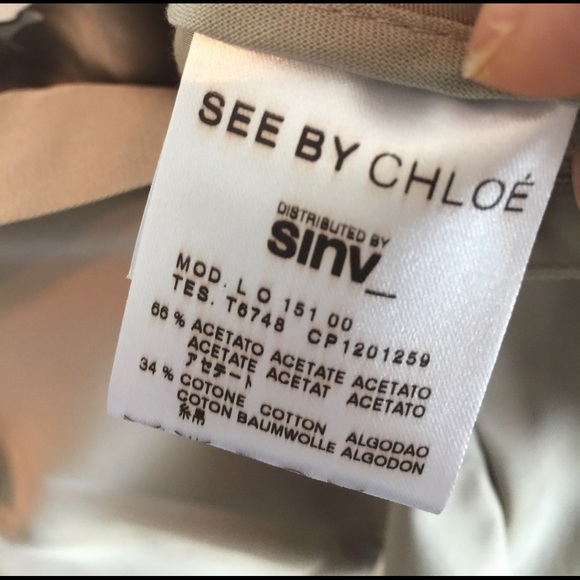 SEE BY CHLOÉ
DISTRIBUTED BY
sinv_
MOD. L O 151 00
TES. T6748 CP1201259
66 % ACETATO ACETATE ACETATO
ACETATE ACETAT ACETATO
アセテート
34 % COTONE COTTON ALGODAO
COTON BAUMWOLLE ALGODON